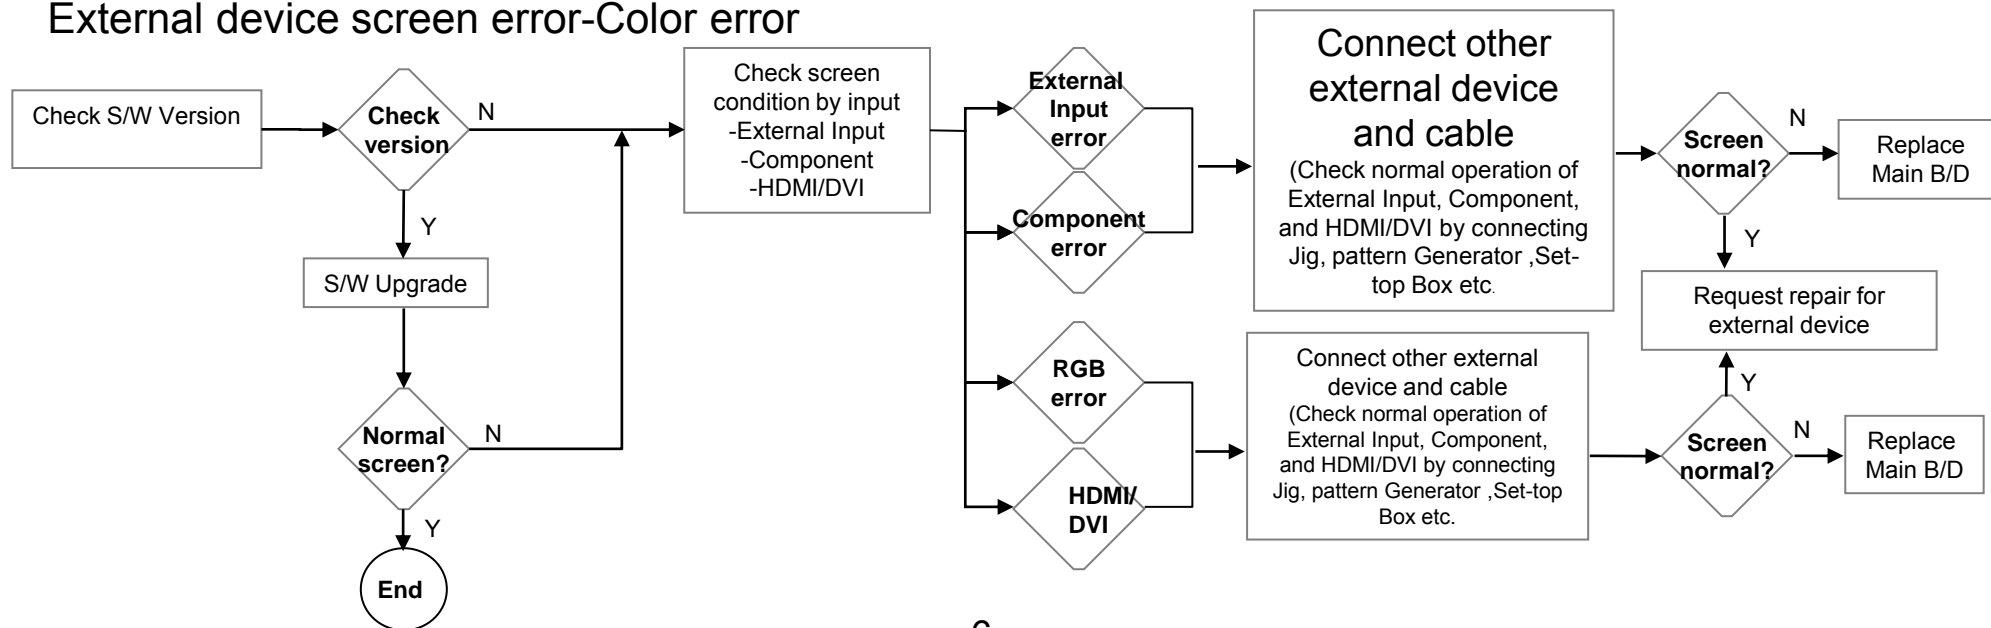 External device screen error-Color error
Check S/W Version
Check
version
N
Y
S/W Upgrade
Normal
screen?
N
Y
End
Check screen
condition by input
-External Input
-Component
-HDMI/DVI
External
Input
error
Component
error
RGB
error
HDMI/
DVI
Connect other
external device
and cable
(Check normal operation of
External Input, Component,
and HDMI/DVI by connecting
Jig, pattern Generator ,Set-
top Box etc.
Connect other external
device and cable
(Check normal operation of
External Input, Component,
and HDMI/DVI by connecting
Jig, pattern Generator ,Set-top
Box etc.
Screen
normal?
N
Replace
Main B/D
Y
Request repair for
external device
Y
Screen
normal?
N
Replace
Main B/D